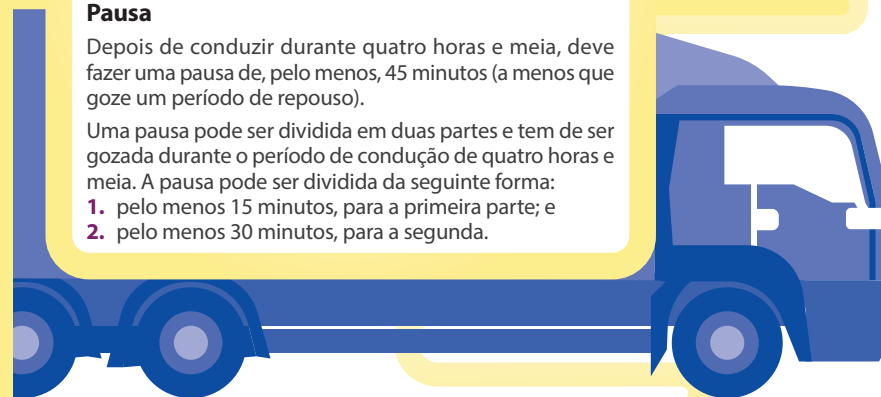 Pausa
Depois de conduzir durante quatro horas e meia, deve
fazer uma pausa de, pelo menos, 45 minutos (a menos que
goze um período de repouso).
Uma pausa pode ser dividida em duas partes e tem de ser
gozada durante o período de condução de quatro horas e
meia. A pausa pode ser dividida da seguinte forma:
1. pelo menos 15 minutos, para a primeira parte; e
2. pelo menos 30 minutos, para a segunda.